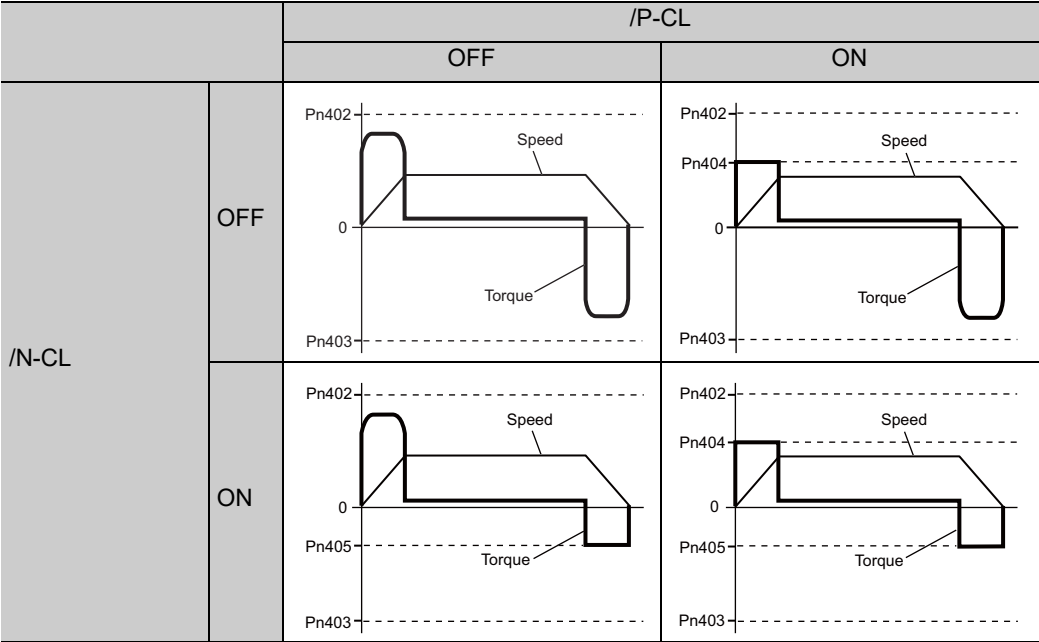 /P-CL
OFF
ON
/N-CL
OFF
Pn402
Speed
0
Torque
Pn403
Pn402
Speed
Pn404
0
Torque
Pn403
ON
Pn402
Speed
0
Pn405
Torque
Pn403
Pn402
Speed
Pn404
0
Pn405
Torque
Pn403